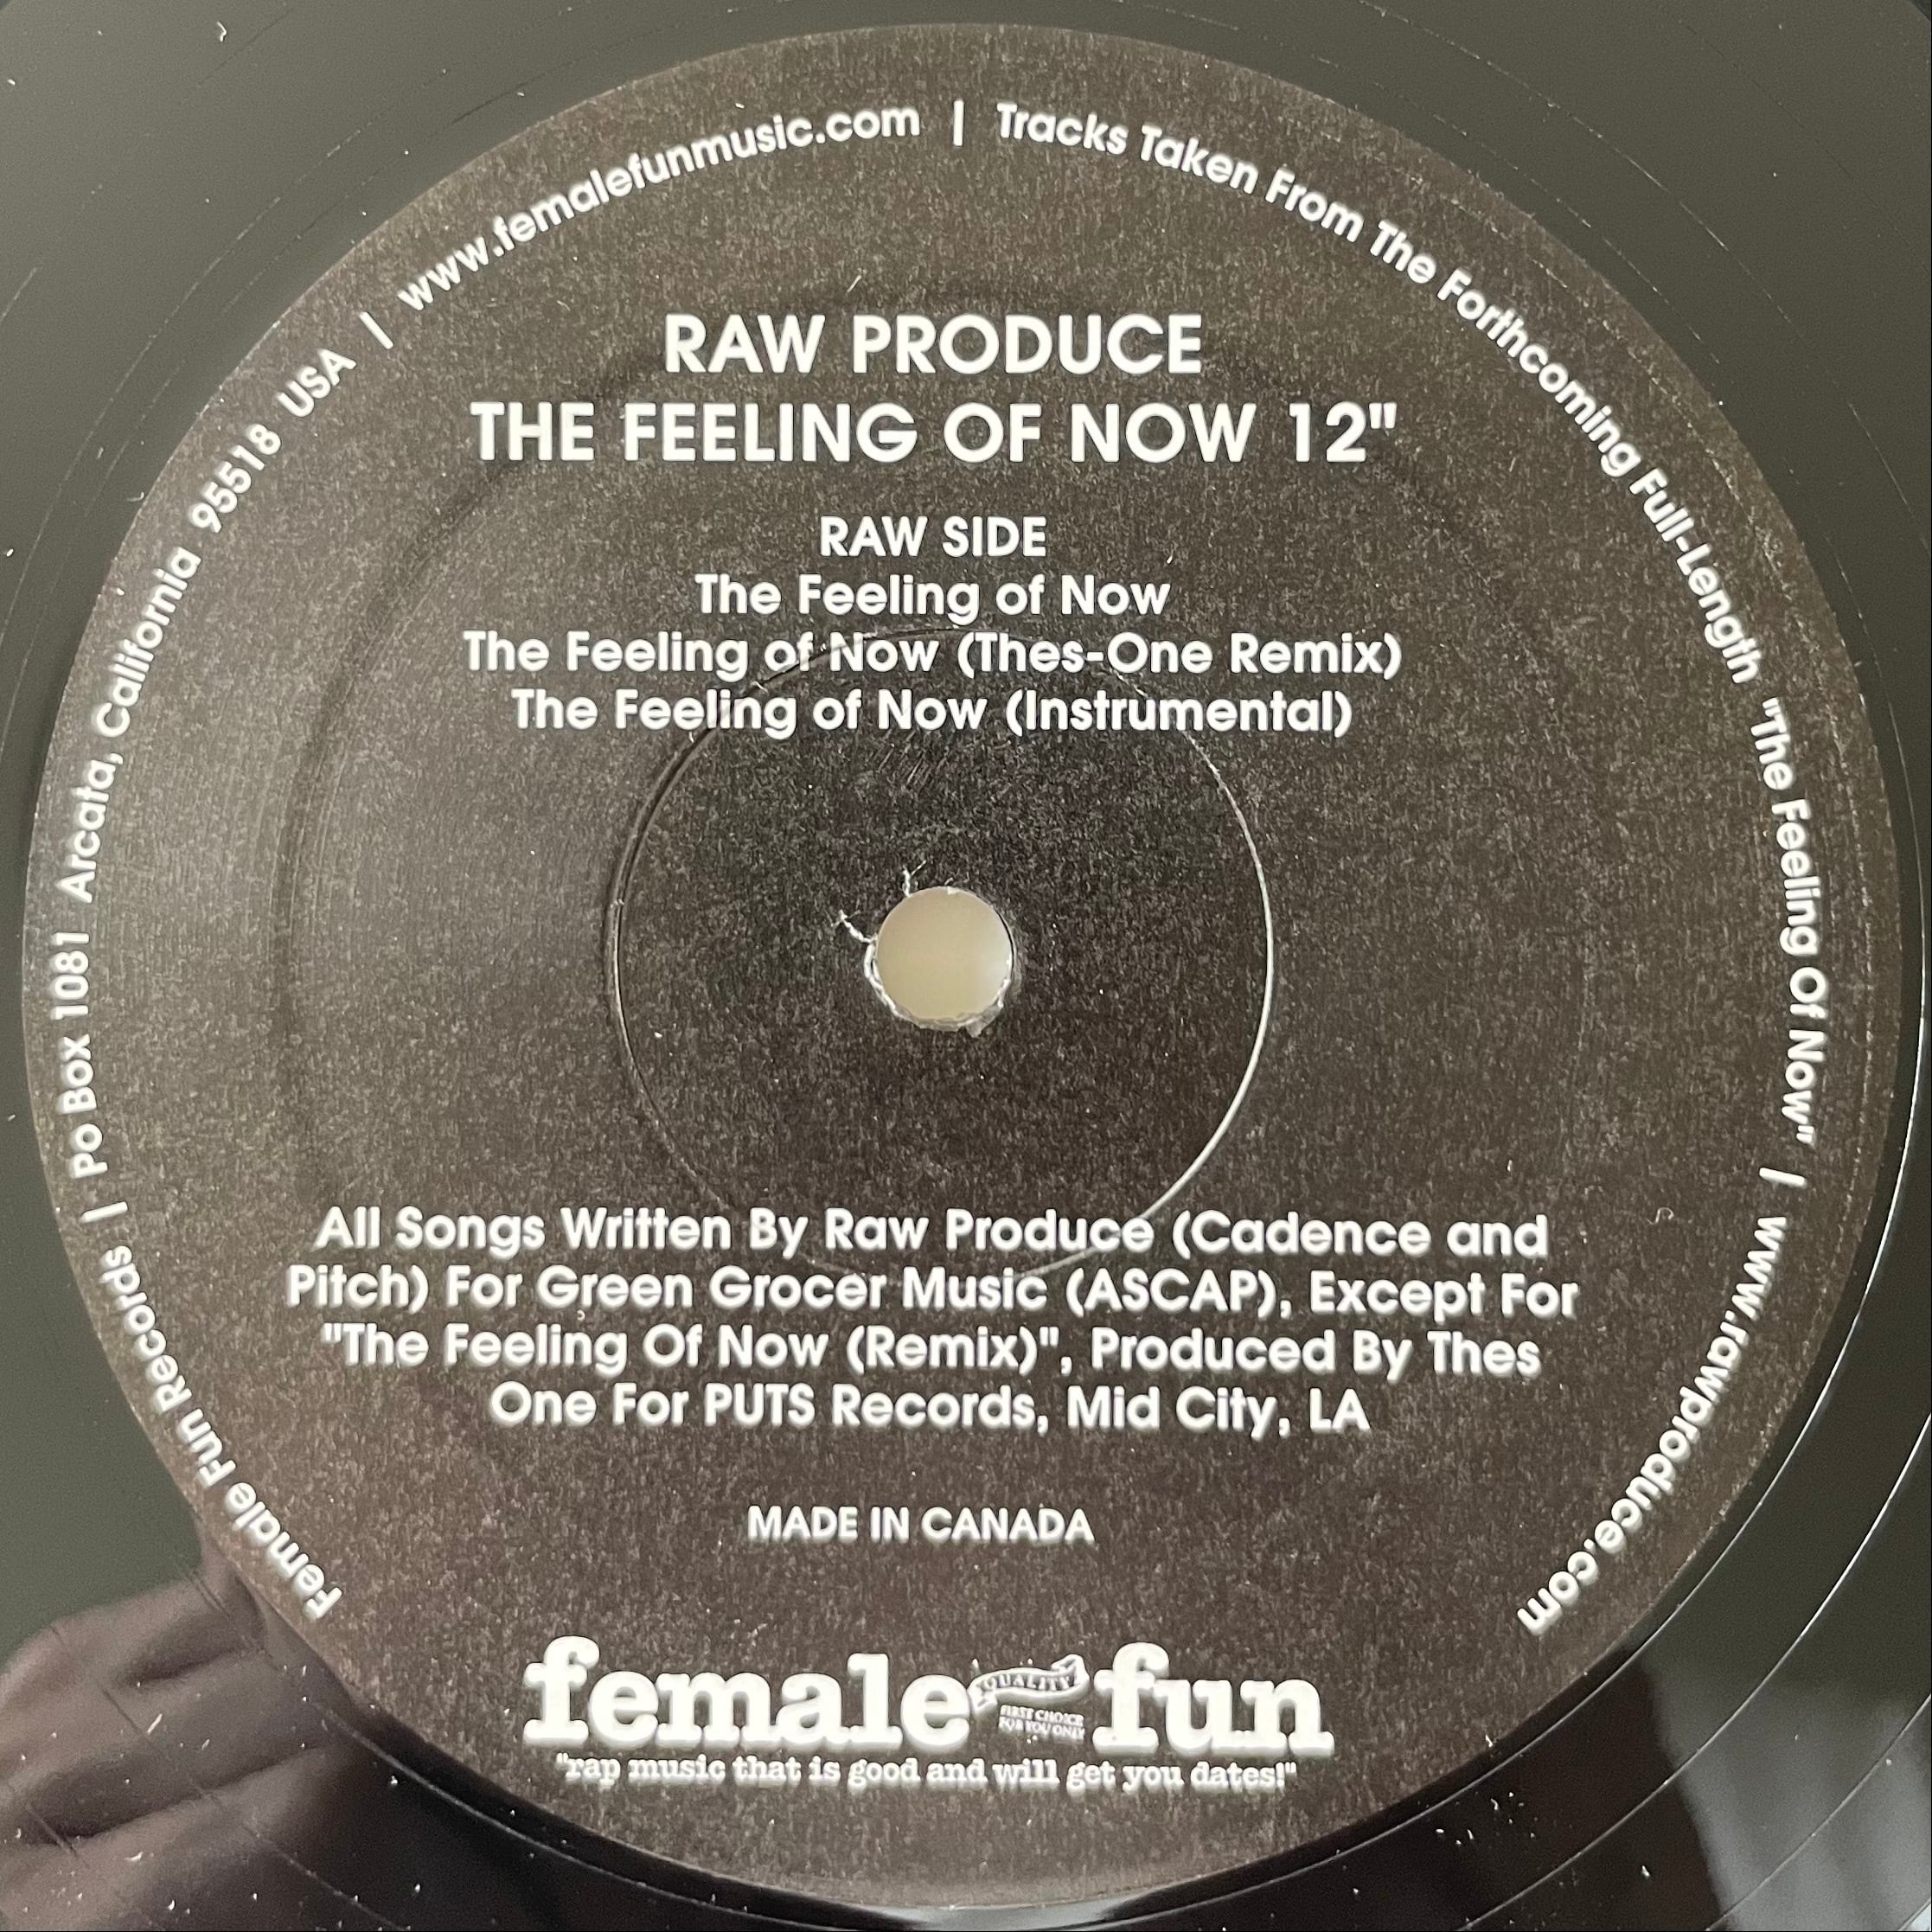 Female Fun Records | Po Box 1081 Arcata, California 95518 USA | www.femalefunmusic.com | Tracks Taken From The Forthcoming Full-Length "The Feeling Of Now" | www.rawproduce.com
RAW PRODUCE
THE FEELING OF NOW 12"
RAW SIDE
The Feeling of Now
The Feeling of Now (Thes-One Remix)
The Feeling of Now (Instrumental)
All Songs Written By Raw Produce (Cadence and
Pitch) For Green Grocer Music (ASCAP), Except For
"The Feeling Of Now (Remix)", Produced By Thes
One For PUTS Records, Mid City, LA
MADE IN CANADA
female fun
QUALITY
FIRST CHOICE
FOR YOU ONLY
"rap music that is good and will get you dates!"